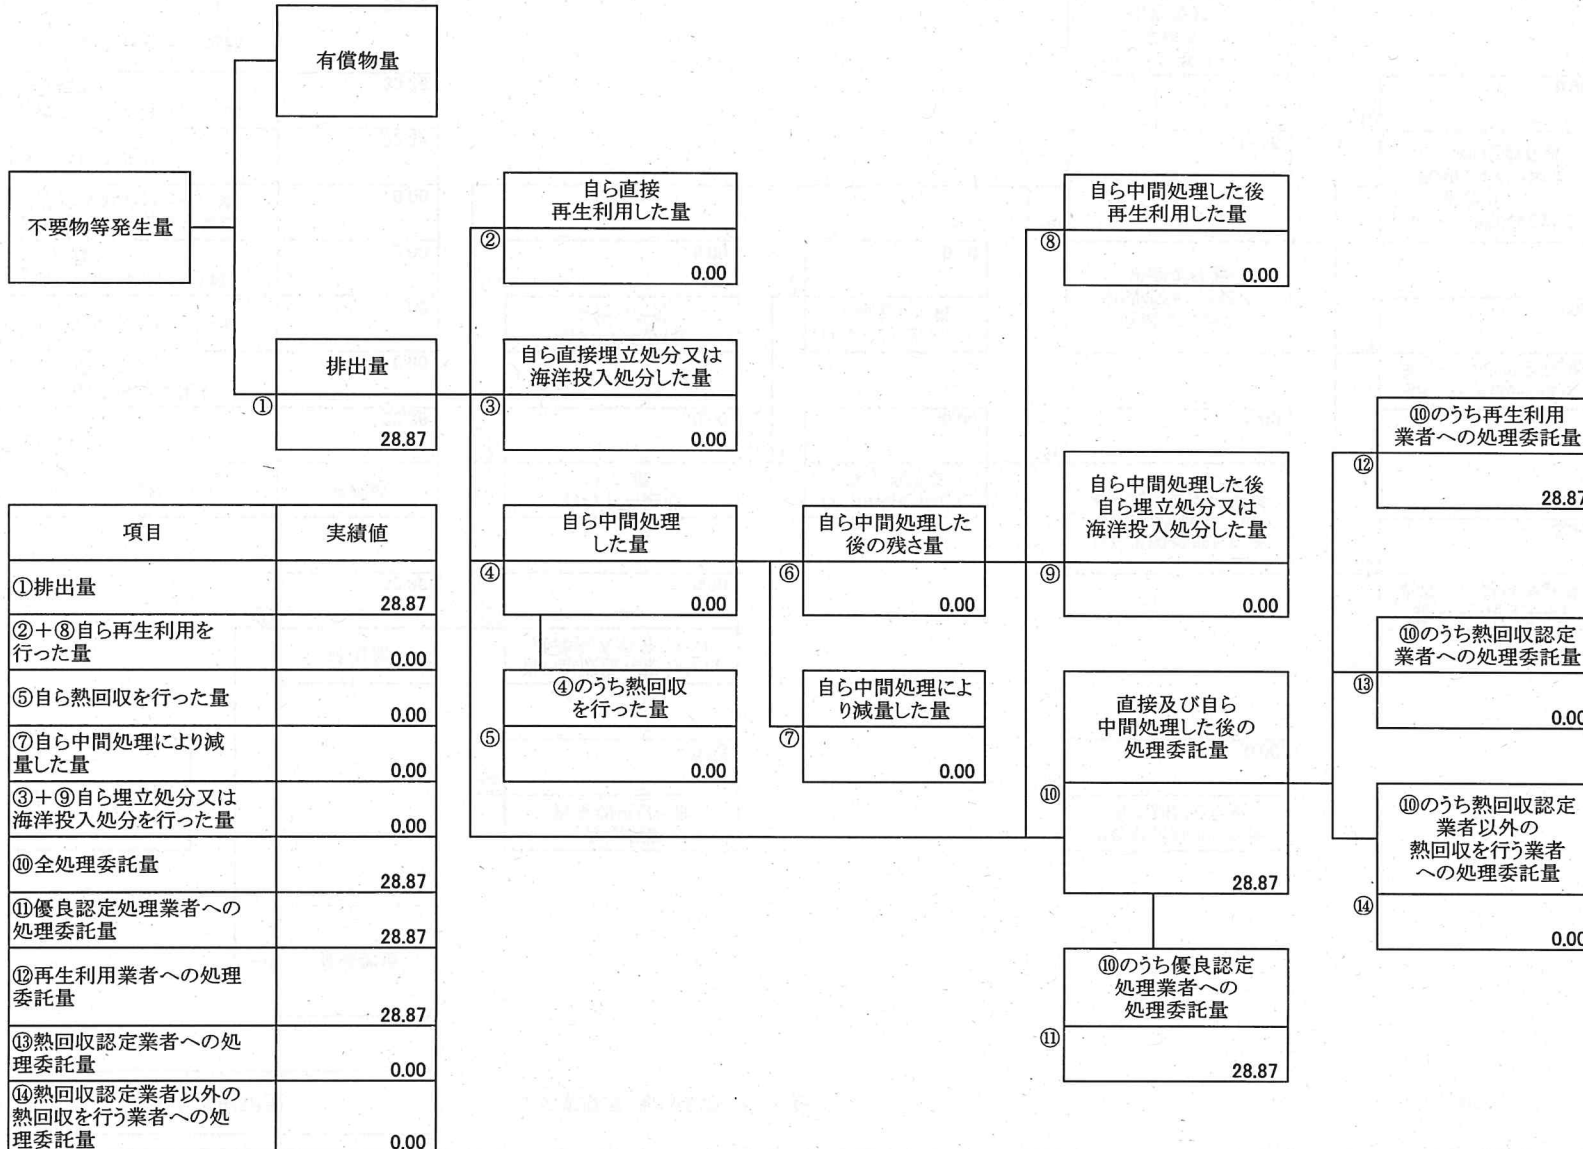 有償物量
不要物等発生量
排出量
①
28.87
自ら直接
再生利用した量
②
0.00
自ら直接埋立処分又は
海洋投入処分した量
③
0.00
自ら中間処理
した量
④
0.00
④のうち熱回収
を行った量
⑤
0.00
自ら中間処理した
後の残さ量
⑥
0.00
自ら中間処理によ
り減量した量
⑦
0.00
自ら中間処理した後
再生利用した量
⑧
0.00
自ら中間処理した後
自ら埋立処分又は
海洋投入処分した量
⑨
0.00
直接及び自ら
中間処理した後の
処理委託量
⑩
28.87
⑩のうち優良認定
処理業者への
処理委託量
⑪
28.87
⑩のうち再生利用
業者への処理委託量
⑫
28.87
⑩のうち熱回収認定
業者への処理委託量
⑬
0.00
⑩のうち熱回収認定
業者以外の
熱回収を行う業者
への処理委託量
⑭
0.00
項目 実績値
①排出量
28.87
②+⑧自ら再生利用を
行った量
0.00
⑤自ら熱回収を行った量
0.00
⑦自ら中間処理により減
量した量
0.00
③+⑨自ら埋立処分又は
海洋投入処分を行った量
0.00
⑩全処理委託量
28.87
⑪優良認定処理業者への
処理委託量
28.87
⑫再生利用業者への処理
委託量
28.87
⑬熱回収認定業者への処
理委託量
0.00
⑭熱回収認定業者以外の
熱回収を行う業者への処
理委託量
0.00